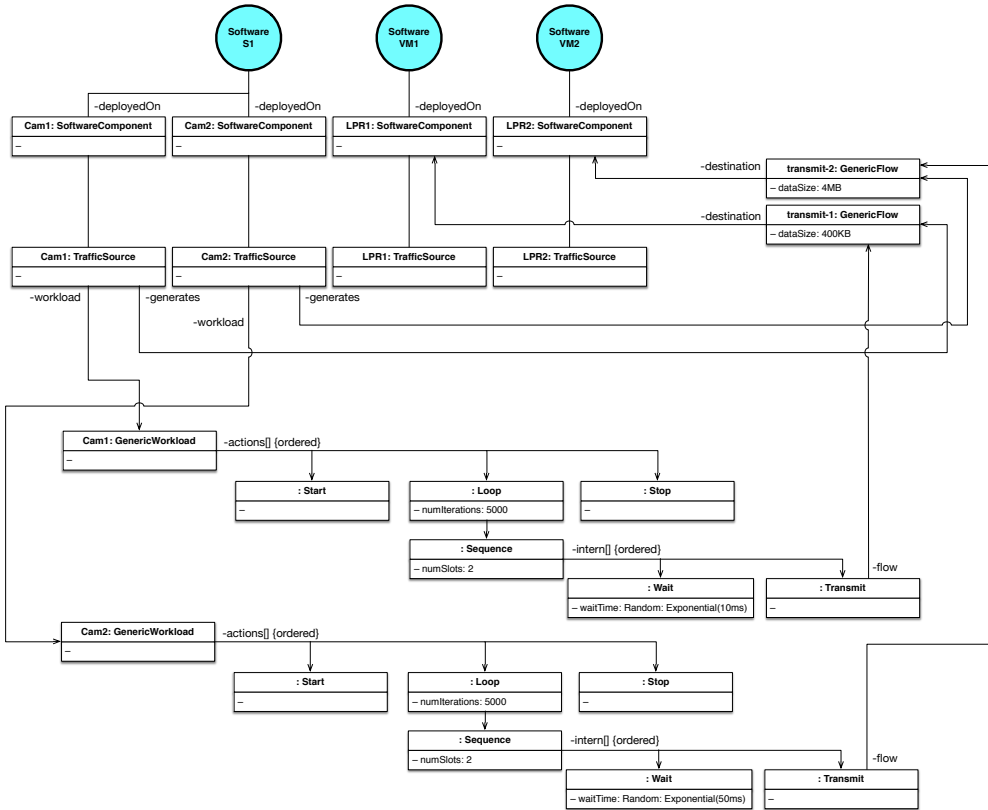 Software
S1
Software
VM1
Software
VM2
-deployedOn
-deployedOn
-deployedOn
-deployedOn
Cam1: SoftwareComponent
–
Cam2: SoftwareComponent
–
LPR1: SoftwareComponent
–
LPR2: SoftwareComponent
–
-destination
transmit-2: GenericFlow
– dataSize: 4MB
-destination
transmit-1: GenericFlow
– dataSize: 400KB
Cam1: TrafficSource
–
Cam2: TrafficSource
–
LPR1: TrafficSource
–
LPR2: TrafficSource
–
-workload
-generates
-workload
-generates
Cam1: GenericWorkload
–
-actions[] {ordered}
: Start
–
: Loop
– numIterations: 5000
: Stop
–
: Sequence
– numSlots: 2
-intern[] {ordered}
-flow
: Wait
– waitTime: Random: Exponential(10ms)
: Transmit
–
Cam2: GenericWorkload
–
-actions[] {ordered}
: Start
–
: Loop
– numIterations: 5000
: Stop
–
: Sequence
– numSlots: 2
-intern[] {ordered}
-flow
: Wait
– waitTime: Random: Exponential(50ms)
: Transmit
–